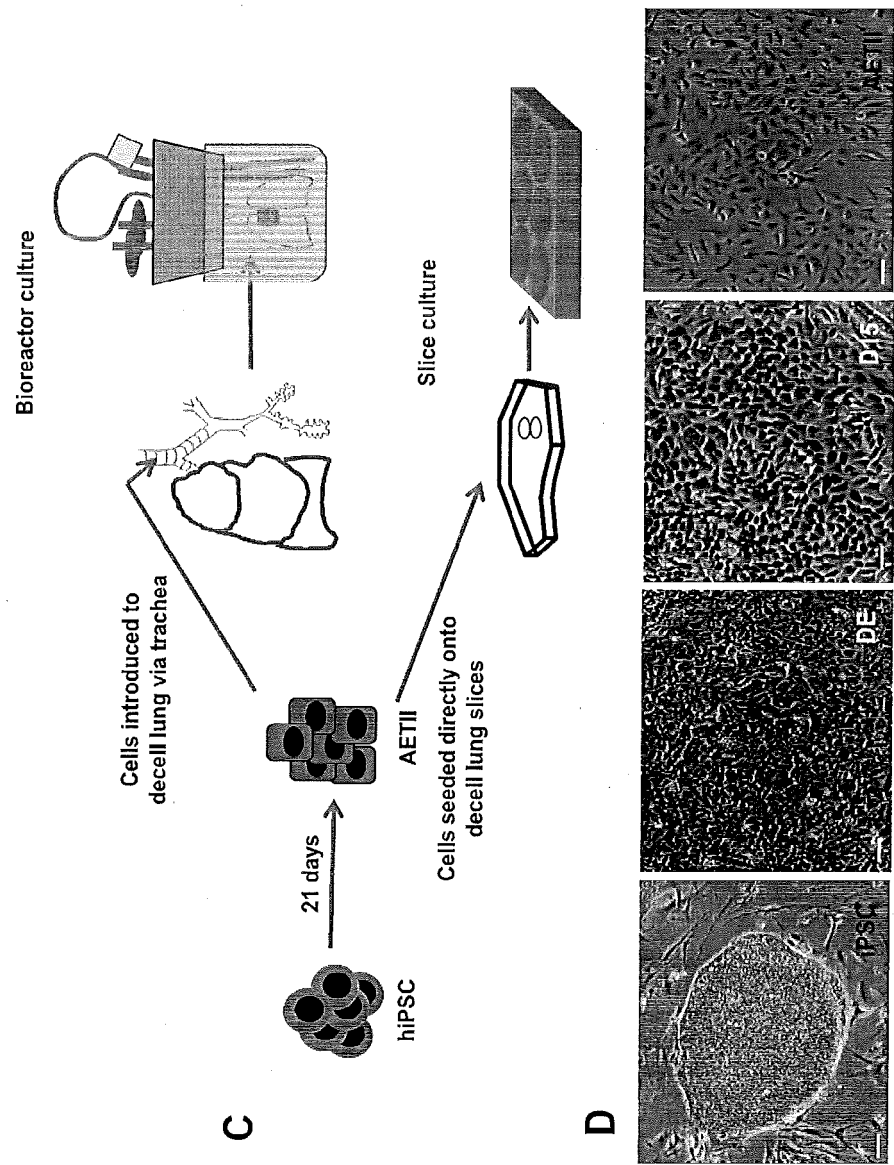 C
hiPSC
21 days
AETII
Cells introduced to
decell lung via trachea
Bioreactor culture
Cells seeded directly onto
decell lung slices
Slice culture
D
iPSC
DE
D15
AETII